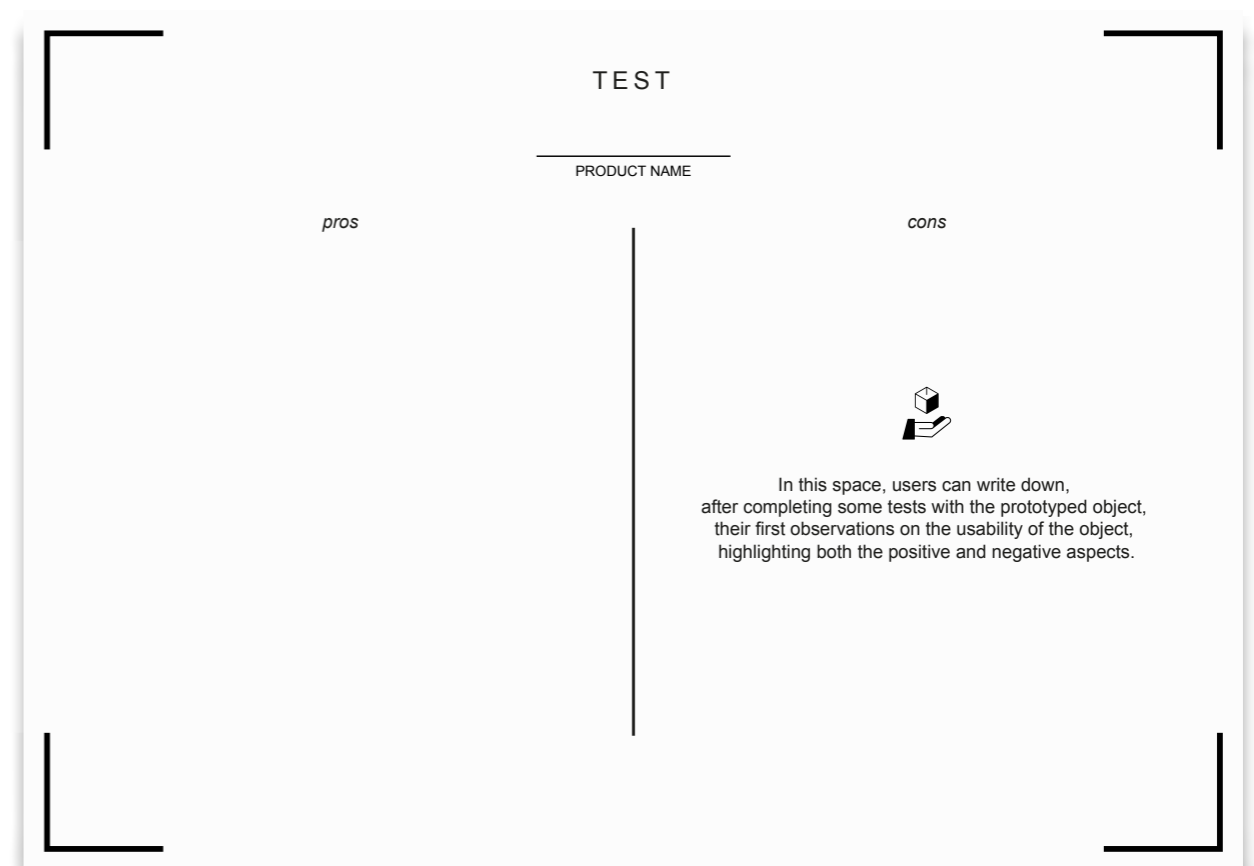 TEST
PRODUCT NAME
pros
cons
In this space, users can write down,
after completing some tests with the prototyped object,
their first observations on the usability of the object,
highlighting both the positive and negative aspects.